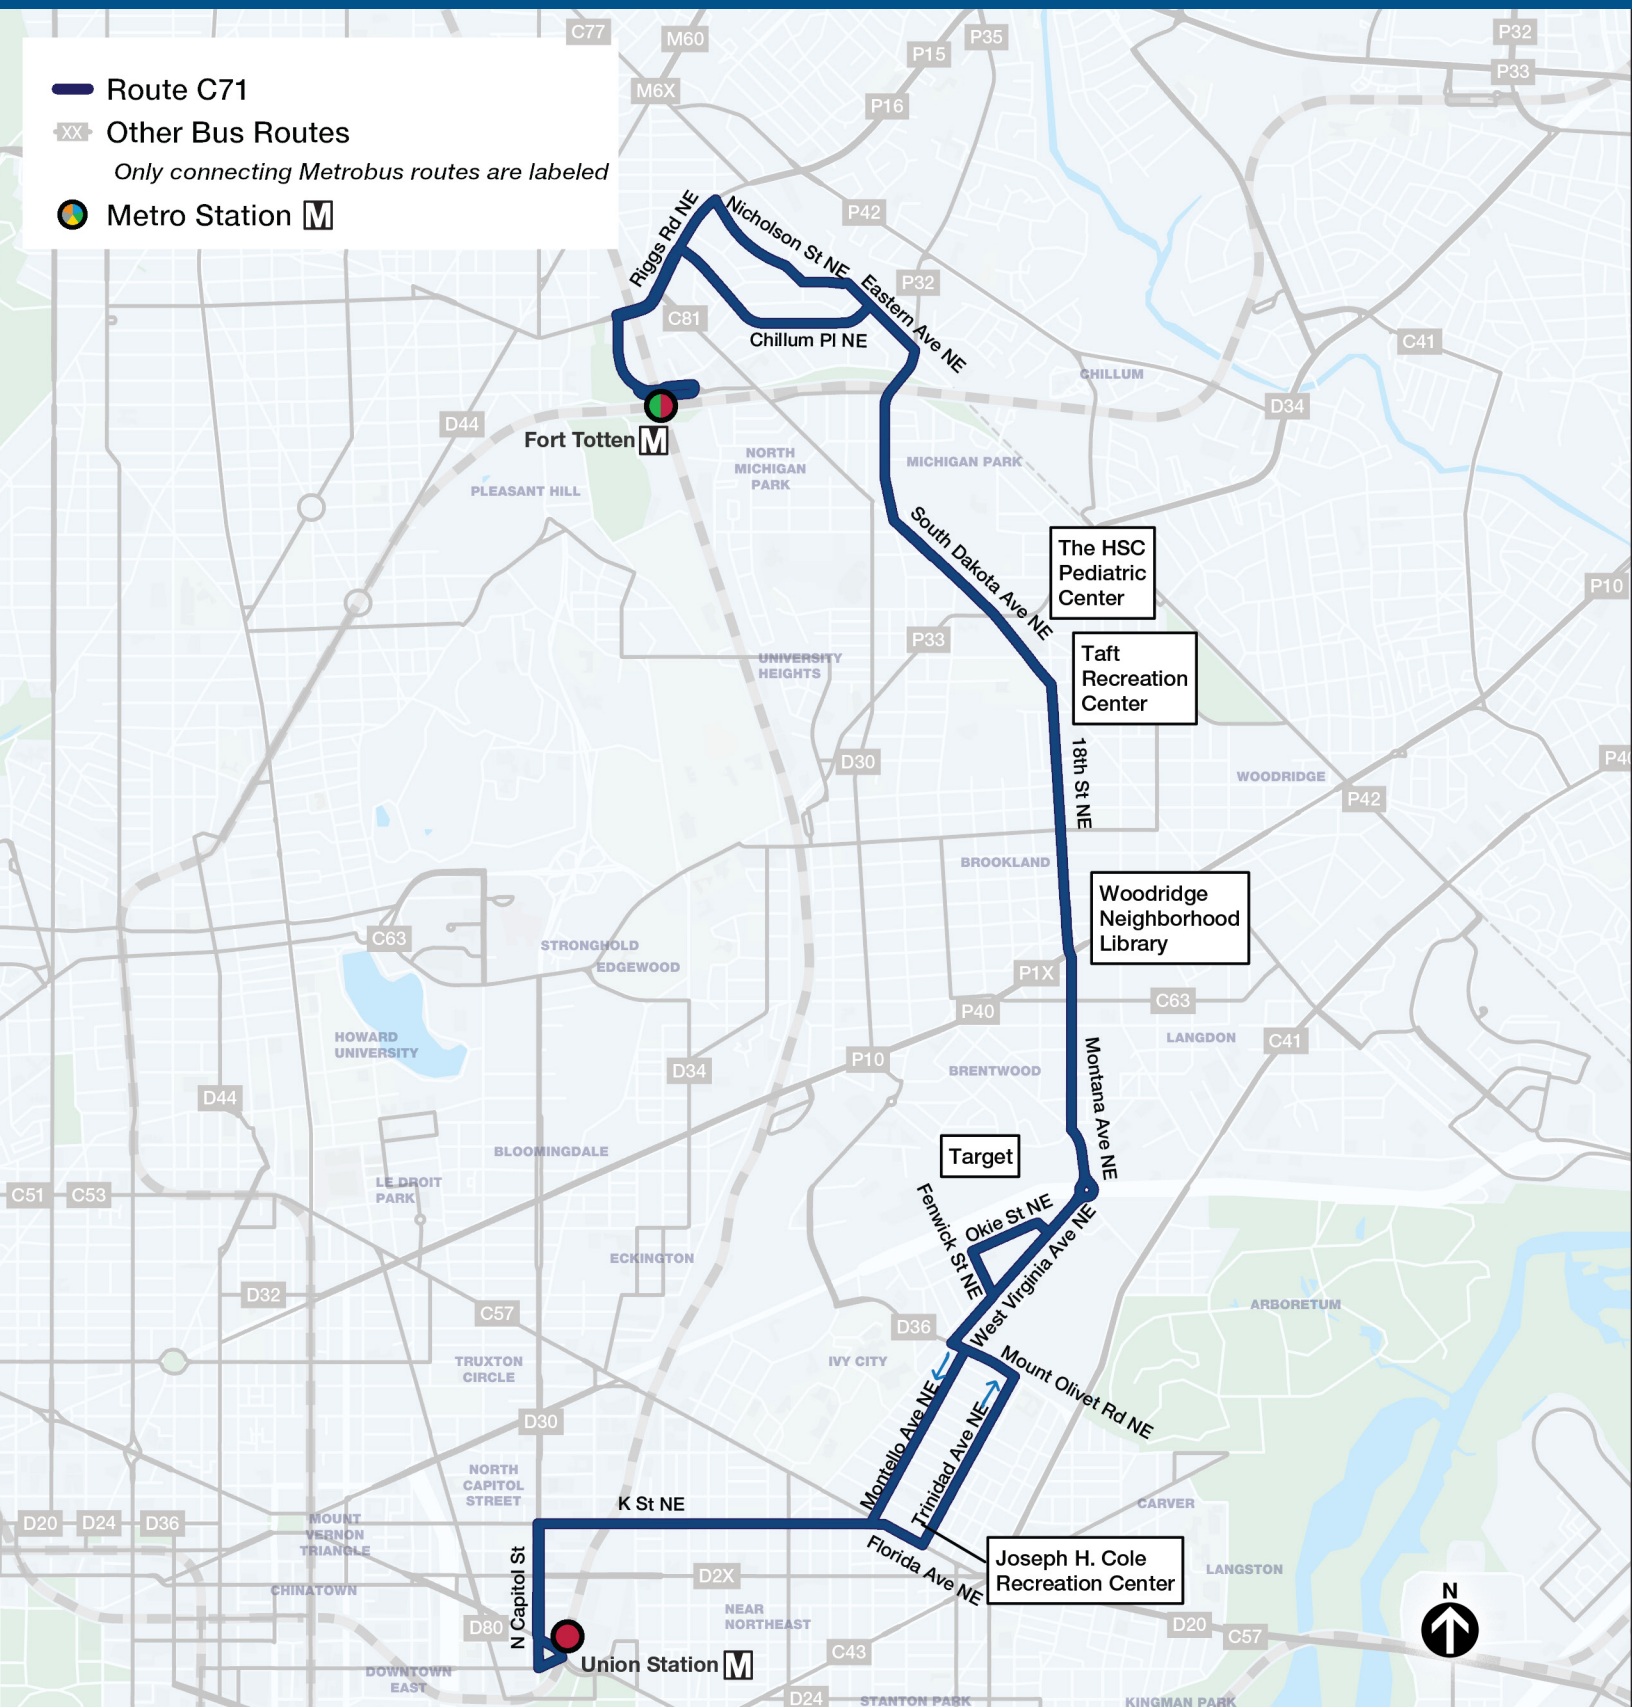 Route C71
XX Other Bus Routes
Only connecting Metrobus routes are labeled
Metro Station M
C77
M60
P15
P35
P32
P33
M6X
P16
Riggs Rd NE
Nicholson St NE
P42
P32
Eastern Ave NE
C81
Chillum Pl NE
C41
CHILLUM
D34
D44
Fort Totten M
NORTH
MICHIGAN
PARK
MICHIGAN PARK
PLEASANT HILL
South Dakota Ave NE
The HSC
Pediatric
Center
P10
P33
Taft
Recreation
Center
UNIVERSITY
HEIGHTS
18th St NE
D30
WOODRIDGE
P42
BROOKLAND
Woodridge
Neighborhood
Library
C63
STRONGHOLD
EDGEWOOD
P1X
P40
C63
LANGDON
C41
HOWARD
UNIVERSITY
P10
D34
BRENTWOOD
Montana Ave NE
D44
BLOOMINGDALE
Target
LE DROIT
PARK
C51
C53
Fenwick St NE
Okie St NE
West Virginia Ave NE
ECKINGTON
D32
C57
ARBORETUM
D36
IVY CITY
TRUXTON
CIRCLE
Mount Olivet Rd NE
Montello Ave NE
Trinidad Ave NE
D30
NORTH
CAPITOL
STREET
K St NE
CARVER
D20
D24
D36
MOUNT
VERNON
TRIANGLE
Florida Ave NE
Joseph H. Cole
Recreation Center
LANGSTON
CHINATOWN
N Capitol St
D2X
NEAR
NORTHEAST
N
D80
D20
C57
Union Station M
C43
DOWNTOWN
EAST
D24
STANTON PARK
KINGMAN PARK